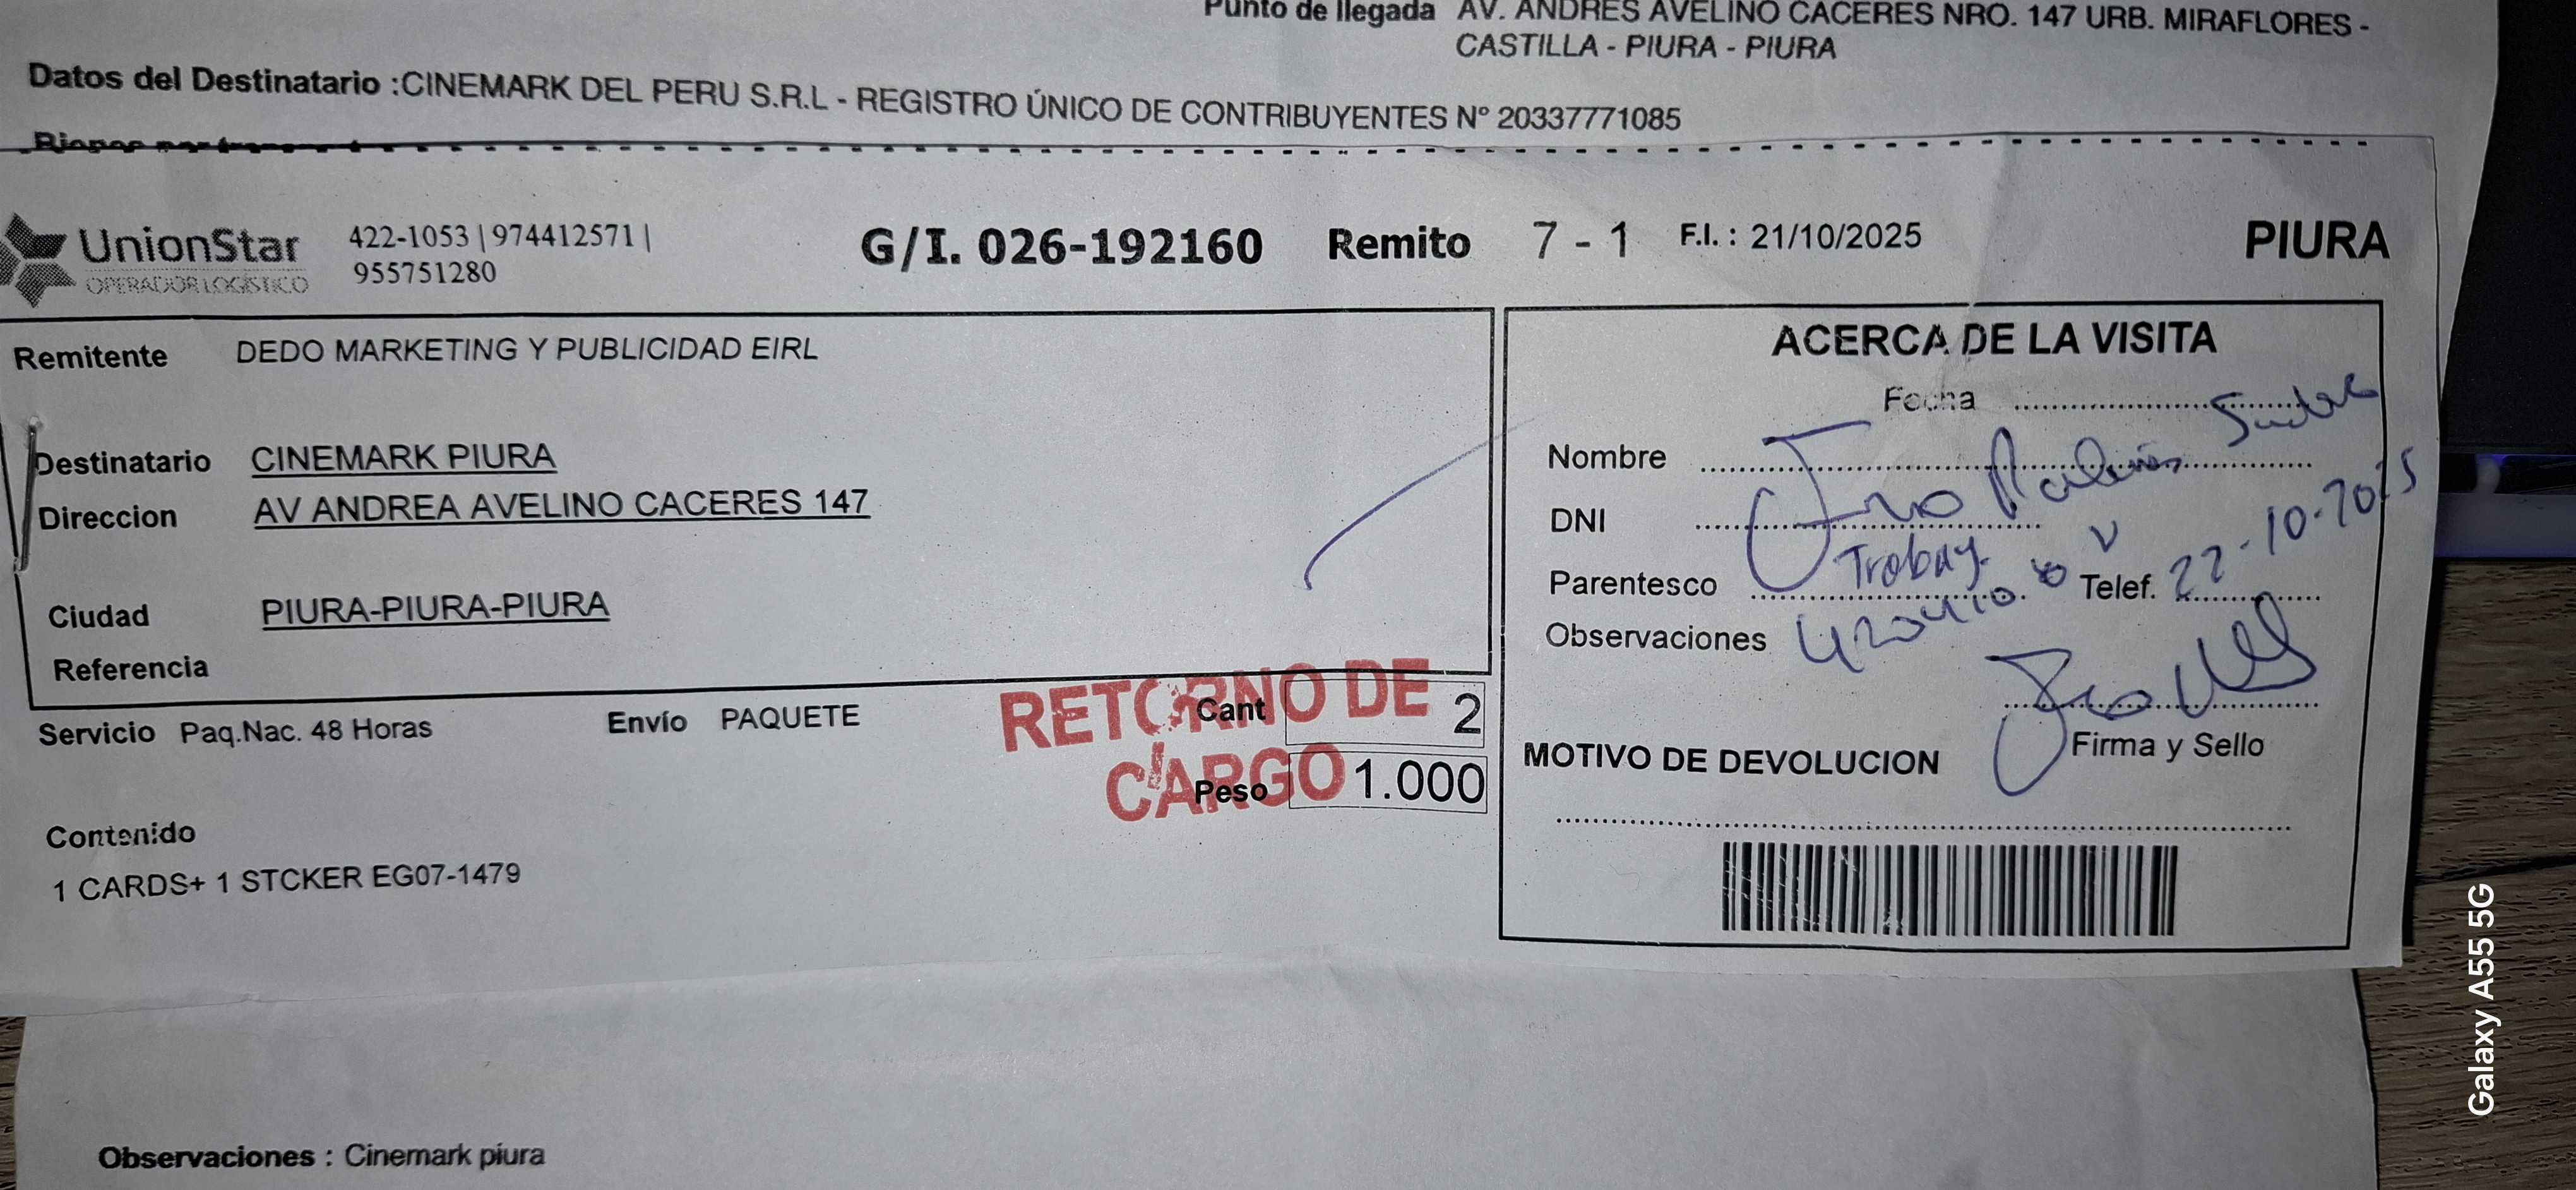 Punto de llegada AV. ANDRES AVELINO CACERES NRO. 147 URB. MIRAFLORES -
CASTILLA - PIURA - PIURA
Datos del Destinatario :CINEMARK DEL PERU S.R.L - REGISTRO ÚNICO DE CONTRIBUYENTES Nº 20337771085
UnionStar
OPERADOR LOGÍSTICO
422-1053 | 974412571 |
955751280
G/I. 026-192160 Remito 7 - 1 F.I. : 21/10/2025 PIURA
Remitente DEDO MARKETING Y PUBLICIDAD EIRL
Destinatario CINEMARK PIURA
Direccion AV ANDREA AVELINO CACERES 147
Ciudad PIURA-PIURA-PIURA
Referencia
Servicio Paq.Nac. 48 Horas Envío PAQUETE
RETORNO DE
CARGO
Cant 2
Peso 1.000
Contenido
1 CARDS+ 1 STCKER EG07-1479
ACERCA DE LA VISITA
Fecha
Nombre
DNI
Parentesco
Telef. 22-10-2025
Observaciones
Firma y Sello
MOTIVO DE DEVOLUCION
Observaciones : Cinemark piura
Galaxy A55 5G